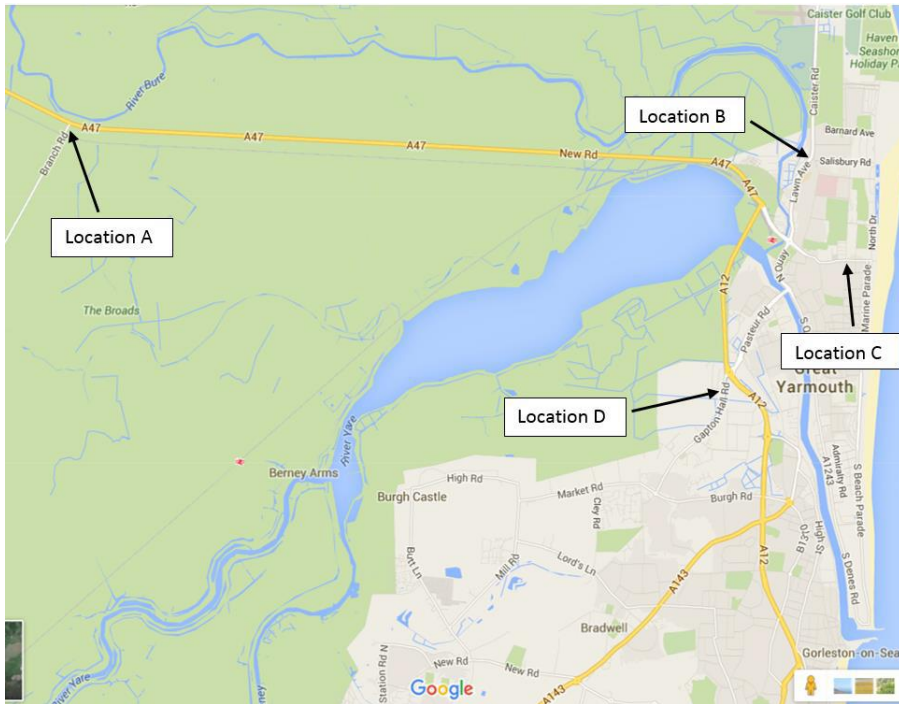 Caister Golf Club
Haven
Seashor
Holiday P
River Bure
Caister Rd
Location B
Barnard Ave
A47
Branch Rd
A47
A47
New Rd
A47
Salisbury Rd
Lawn Ave
A47
Location A
North Dr
N Quay
The Broads
A12
Marine Parade
Pasteur Rd
Location C
Great
Yarmouth
Location D
A12
Gapton Hall Rd
River Yare
Berney Arms
High Rd
Burgh Castle
Market Rd
Cley Rd
Burgh Rd
Admiralty Rd
A1243
S Beach Parade
Butt Ln
Mill Rd
Lord's Ln
A12
High St
S Denes Rd
A143
Bradwell
Gorleston-on-Sea
Station Rd N
New Rd
New Rd
Google
A143
River Yare